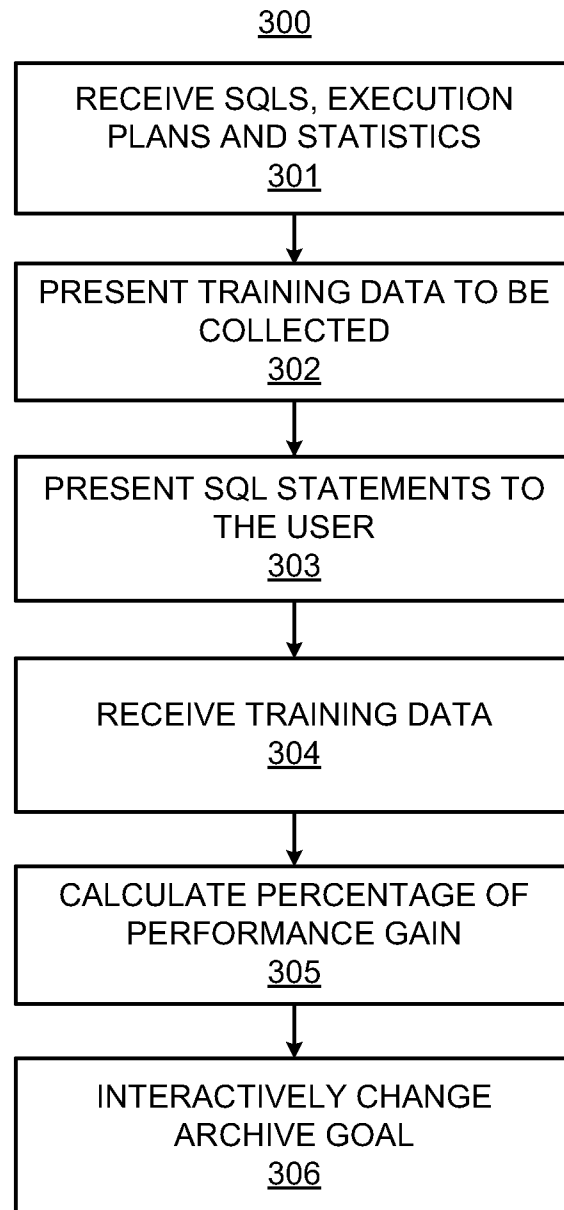 300
RECEIVE SQLS, EXECUTION
PLANS AND STATISTICS
301
PRESENT TRAINING DATA TO BE
COLLECTED
302
PRESENT SQL STATEMENTS TO
THE USER
303
RECEIVE TRAINING DATA
304
CALCULATE PERCENTAGE OF
PERFORMANCE GAIN
305
INTERACTIVELY CHANGE
ARCHIVE GOAL
306